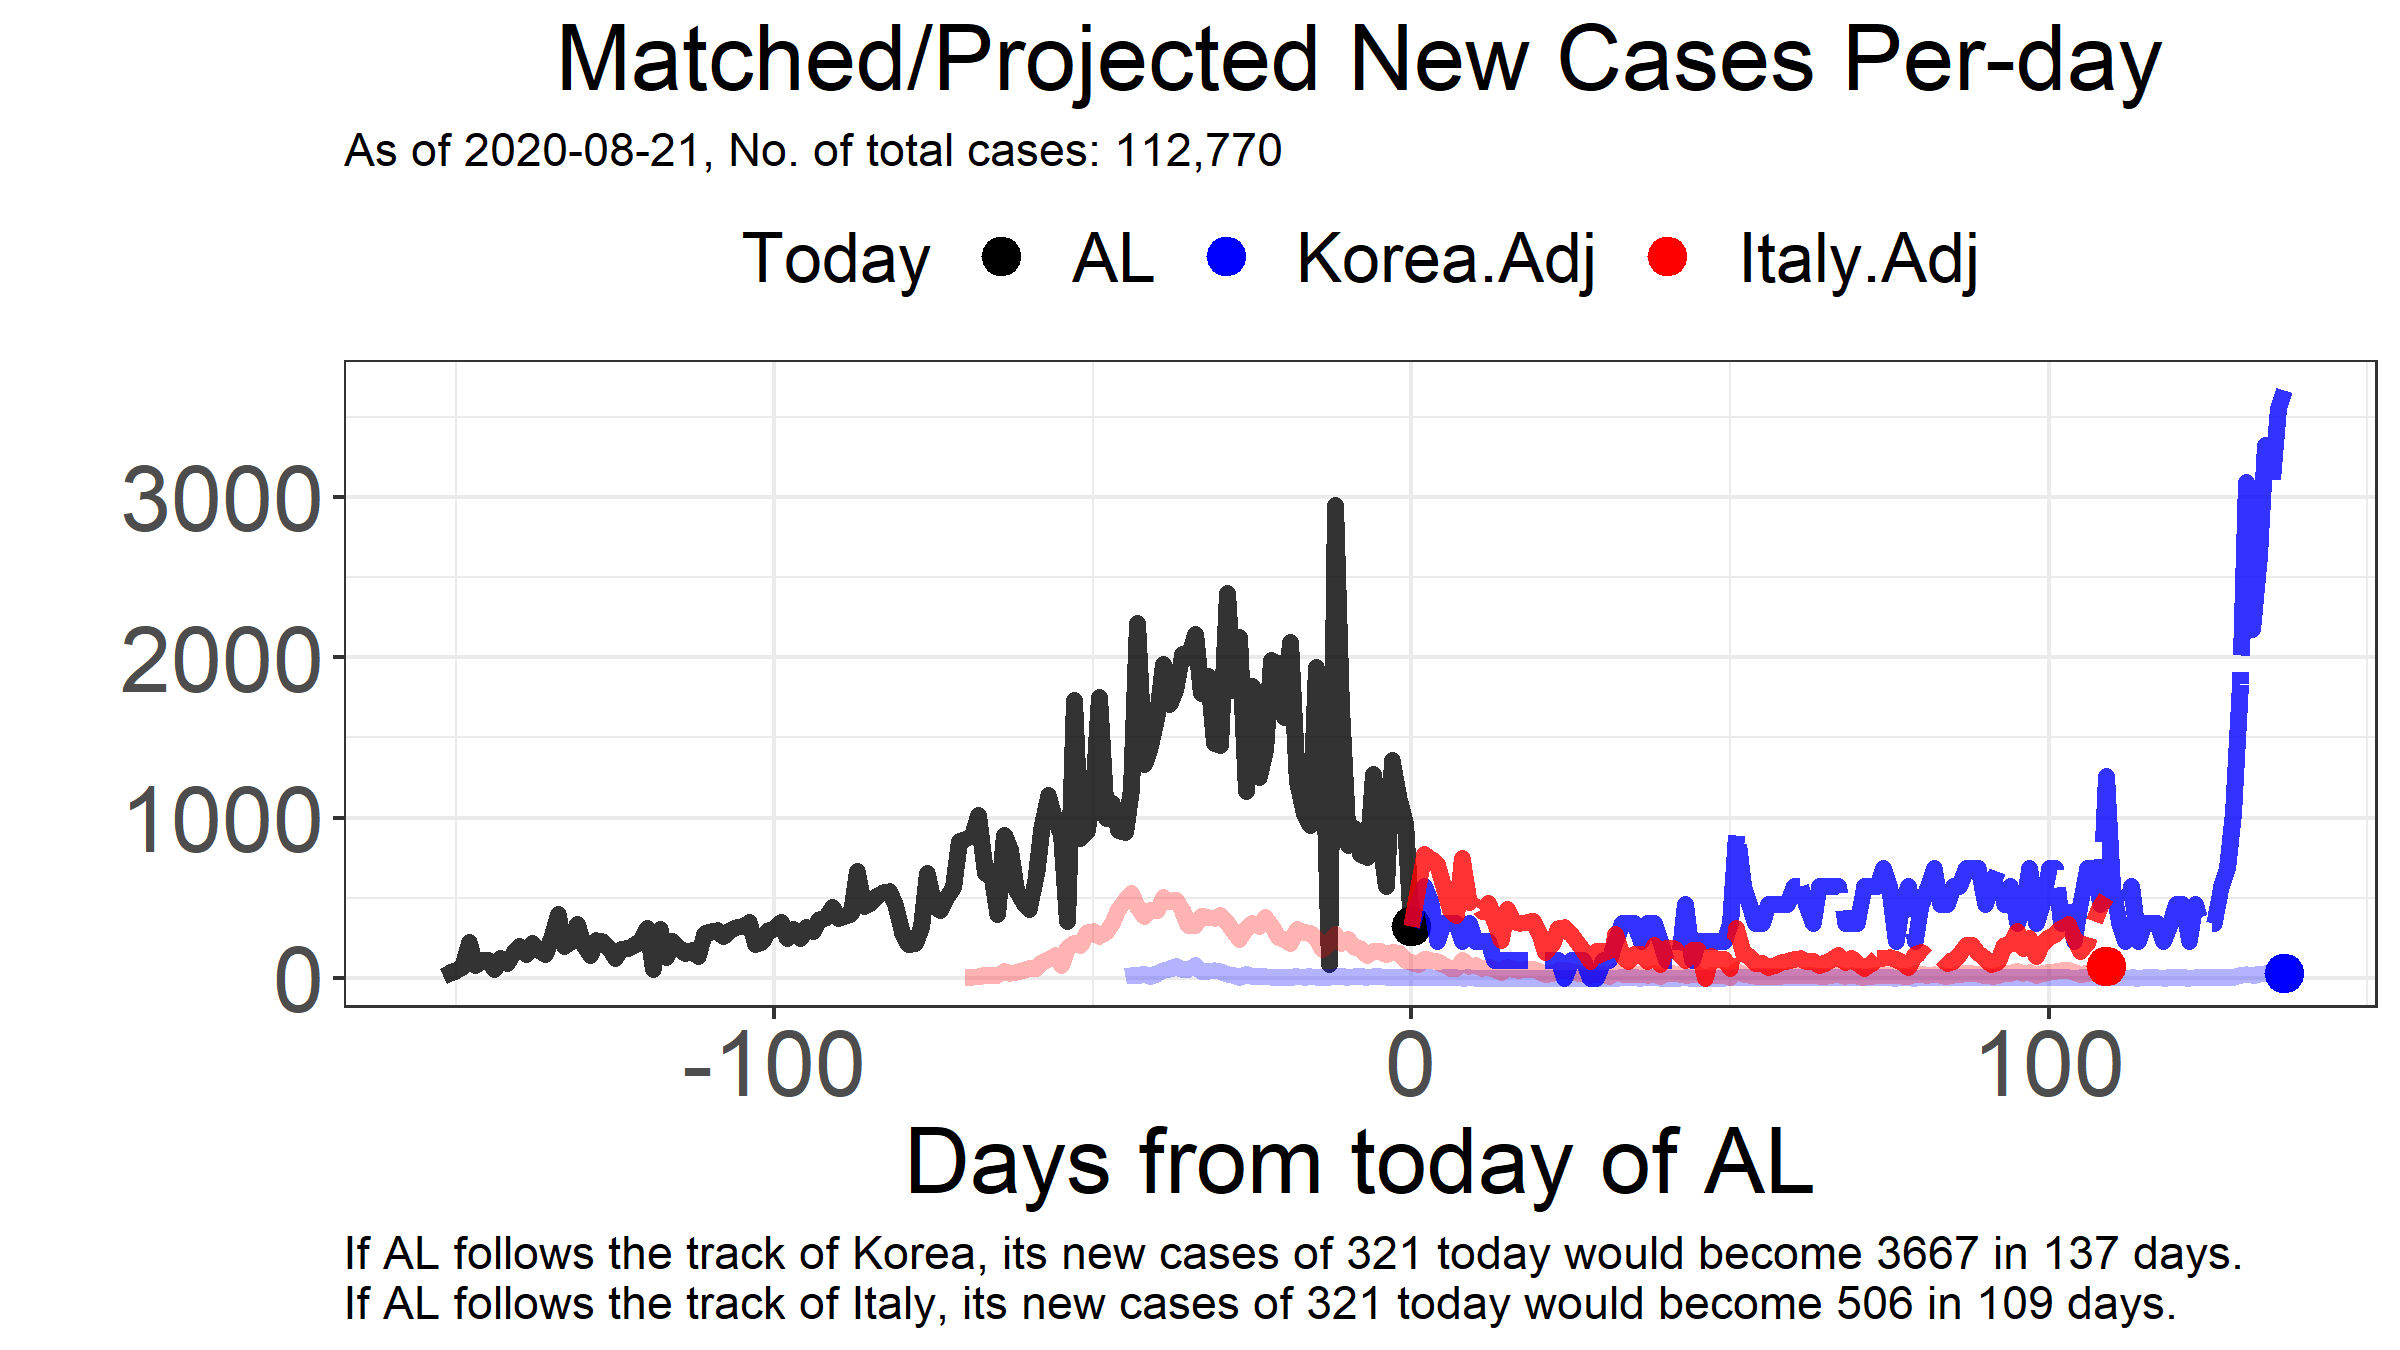 Matched/Projected New Cases Per-day
As of 2020-08-21, No. of total cases: 112,770
Today AL Korea.Adj Italy.Adj
3000
2000
1000
0
-100 0 100
Days from today of AL
If AL follows the track of Korea, its new cases of 321 today would become 3667 in 137 days.
If AL follows the track of Italy, its new cases of 321 today would become 506 in 109 days.